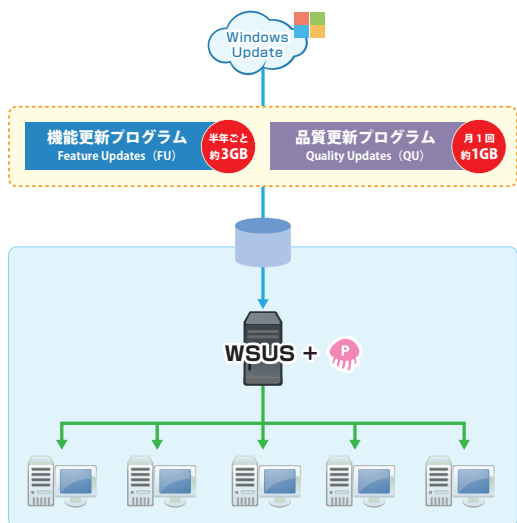 Windows
Update
機能更新プログラム
Feature Updates（FU）
半年ごと
約3GB
品質更新プログラム
Quality Updates（QU）
月1回
約1GB
WSUS +
P